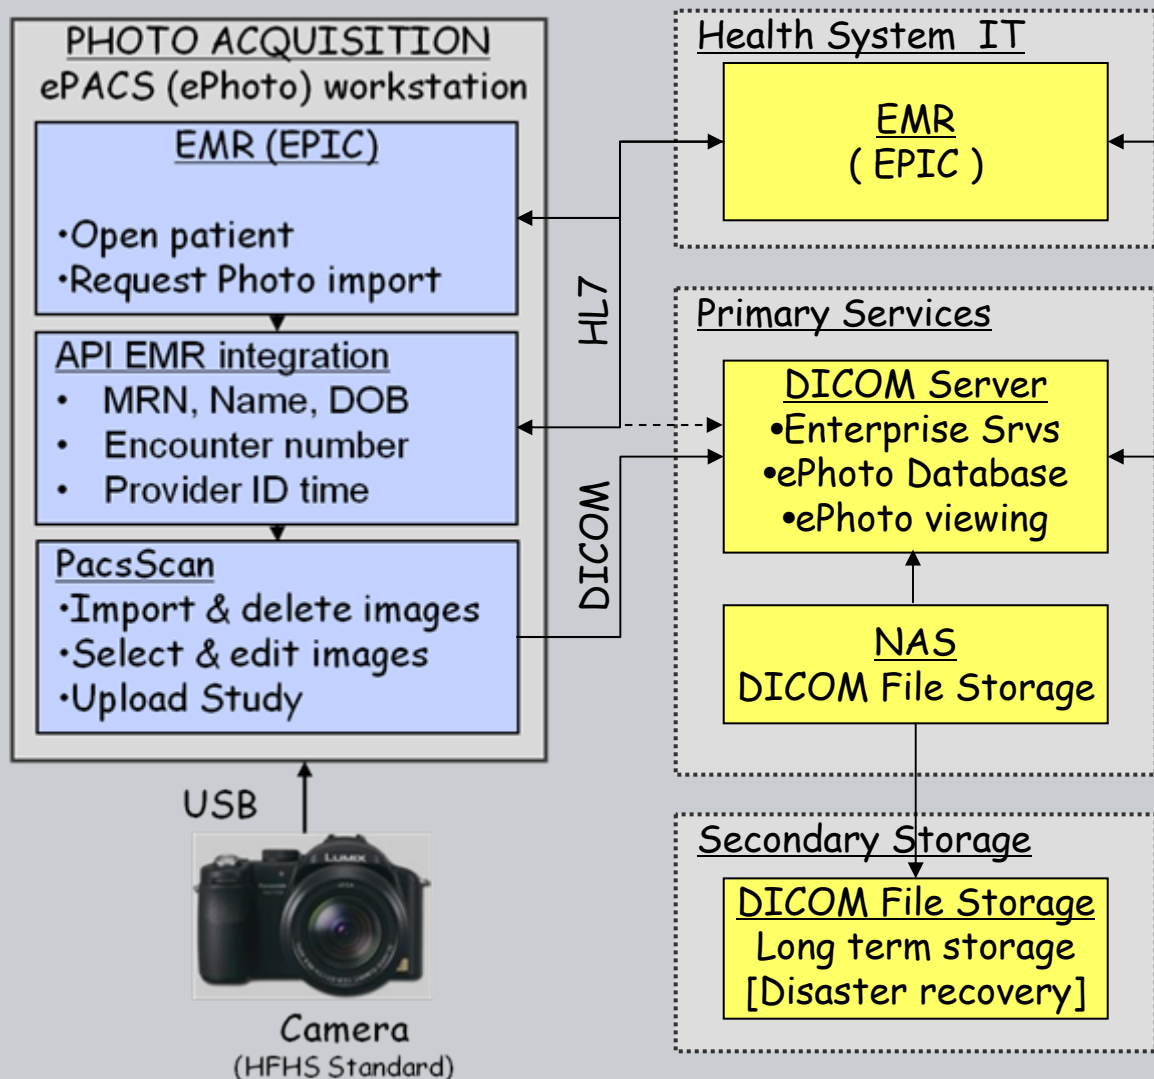 PHOTO ACQUISITION
ePACS (ePhoto) workstation
EMR (EPIC)
•Open patient
•Request Photo import
API EMR integration
• MRN, Name, DOB
• Encounter number
• Provider ID time
PacsScan
•Import & delete images
•Select & edit images
•Upload Study
USB
LUMIX
Camera
(HFHS Standard)
HL7
DICOM
Health System IT
EMR
( EPIC )
Primary Services
DICOM Server
•Enterprise Srvs
•ePhoto Database
•ePhoto viewing
NAS
DICOM File Storage
Secondary Storage
DICOM File Storage
Long term storage
[Disaster recovery]